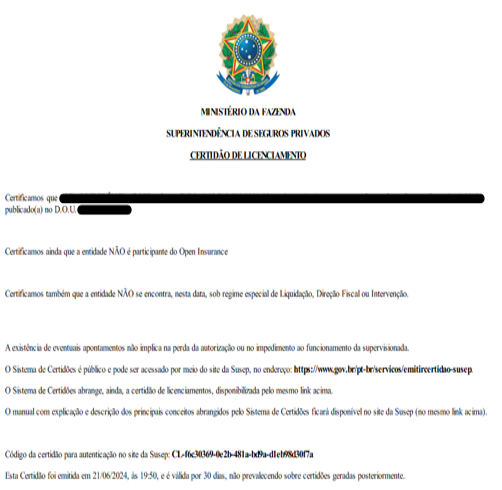 MINISTÉRIO DA FAZENDA
SUPERINTENDÊNCIA DE SEGUROS PRIVADOS
CERTIDÃO DE LICENCIAMENTO
Certificamos que
publicado(a) no D.O.U.
Certificamos ainda que a entidade NÃO é participante do Open Insurance
Certificamos também que a entidade NÃO se encontra, nesta data, sob regime especial de Liquidação, Direção Fiscal ou Intervenção.
A existência de eventuais apontamentos não implica na perda da autorização ou no impedimento ao funcionamento da supervisionada.
O Sistema de Certidões é público e pode ser acessado por meio do site da Susep, no endereço: https://www.gov.br/pt-br/servicos/emitircertidao-susep.
O Sistema de Certidões abrange, ainda, a certidão de licenciamentos, disponibilizada pelo mesmo link acima.
O manual com explicação e descrição dos principais conceitos abrangidos pelo Sistema de Certidões ficará disponível no site da Susep (no mesmo link acima).
Código da certidão para autenticação no site da Susep: CL-f6c30369-0e2b-481a-bd9a-d1eb98d30f7a
Esta Certidão foi emitida em 21/06/2024, às 19:50, e é válida por 30 dias, não prevalecendo sobre certidões geradas posteriormente.